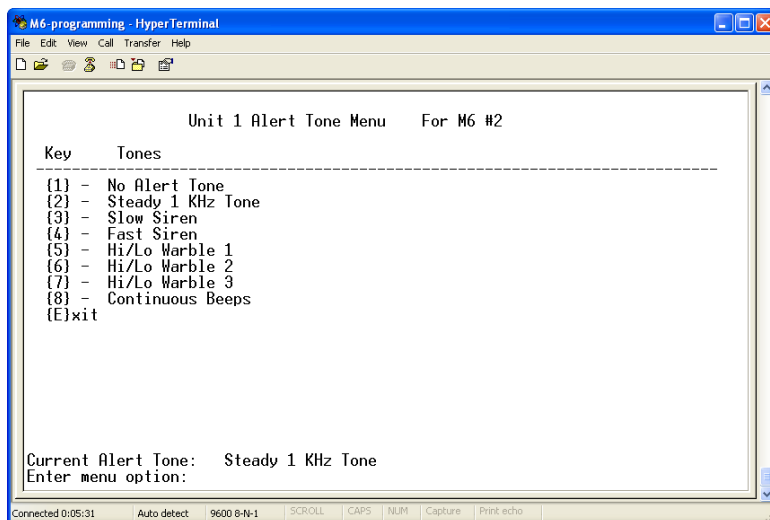 M6-programming - HyperTerminal
File Edit View Call Transfer Help
Unit 1 Alert Tone Menu For M6 #2
Key Tones
{1} - No Alert Tone
{2} - Steady 1 KHz Tone
{3} - Slow Siren
{4} - Fast Siren
{5} - Hi/Lo Warble 1
{6} - Hi/Lo Warble 2
{7} - Hi/Lo Warble 3
{8} - Continuous Beeps
{E}xit
Current Alert Tone: Steady 1 KHz Tone
Enter menu option:
Connected 0:05:31 Auto detect 9600 8-N-1 SCROLL CAPS NUM Capture Print echo